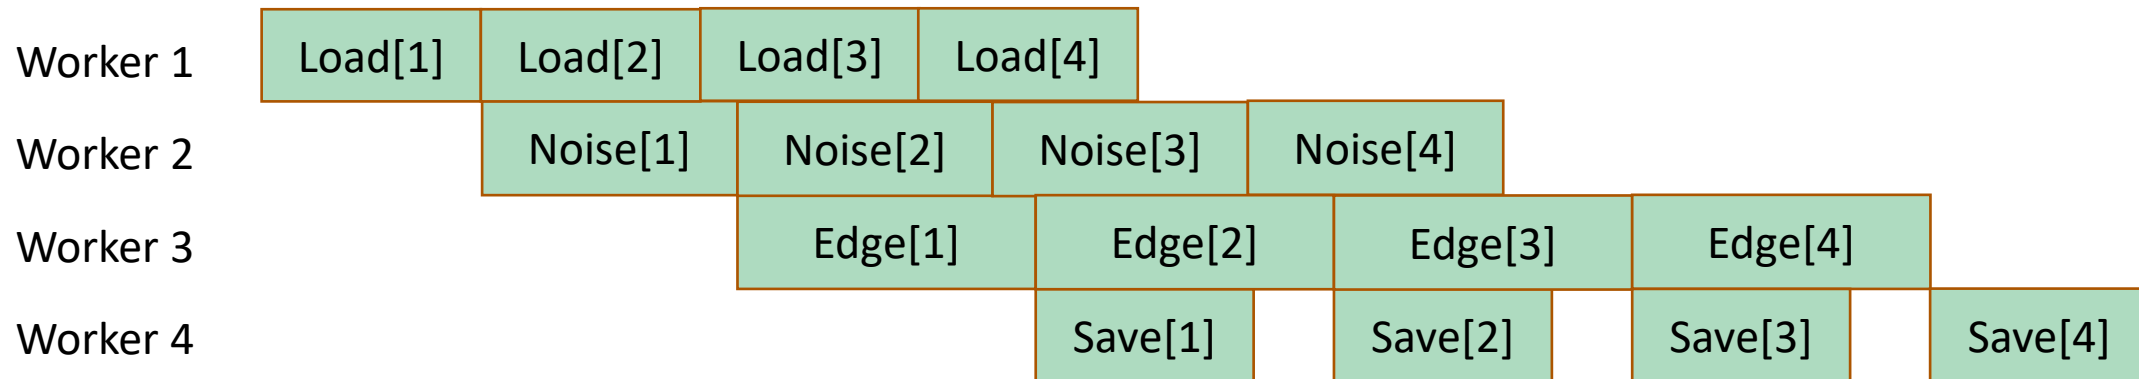 Worker 1 Load[1] Load[2] Load[3] Load[4]
Worker 2 Noise[1] Noise[2] Noise[3] Noise[4]
Worker 3 Edge[1] Edge[2] Edge[3] Edge[4]
Worker 4 Save[1] Save[2] Save[3] Save[4]